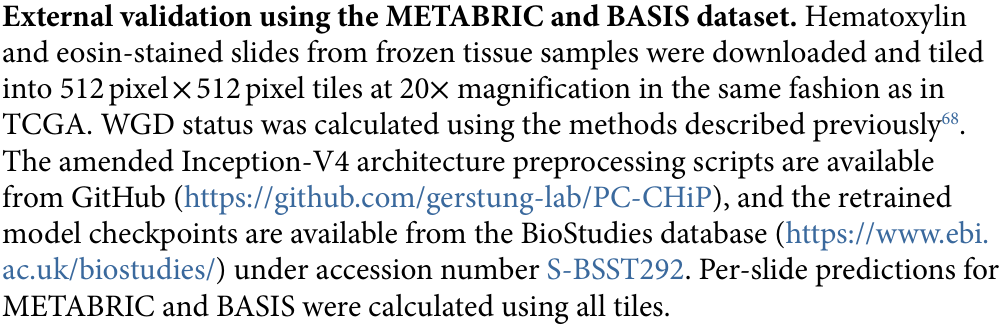 External validation using the METABRIC and BASIS dataset. Hematoxylin
and eosin-stained slides from frozen tissue samples were downloaded and tiled
into 512 pixel × 512 pixel tiles at 20× magnification in the same fashion as in
TCGA. WGD status was calculated using the methods described previously68.
The amended Inception-V4 architecture preprocessing scripts are available
from GitHub (https://github.com/gerstung-lab/PC-CHiP), and the retrained
model checkpoints are available from the BioStudies database (https://www.ebi.
ac.uk/biostudies/) under accession number S-BSST292. Per-slide predictions for
METABRIC and BASIS were calculated using all tiles.